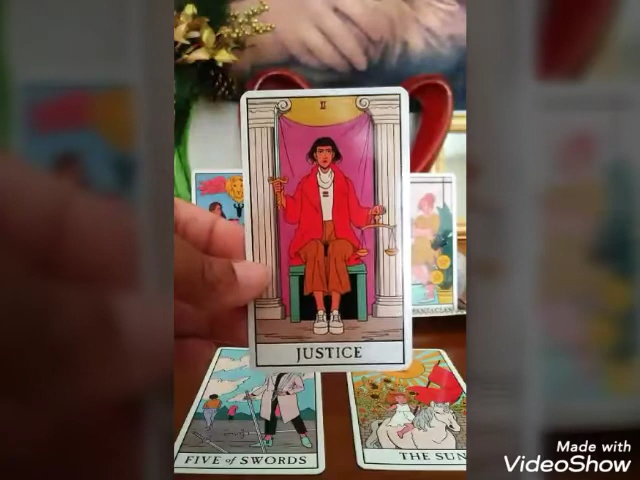 II
JUSTICE
FIVE of SWORDS
THE SUN
Made with
VideoShow